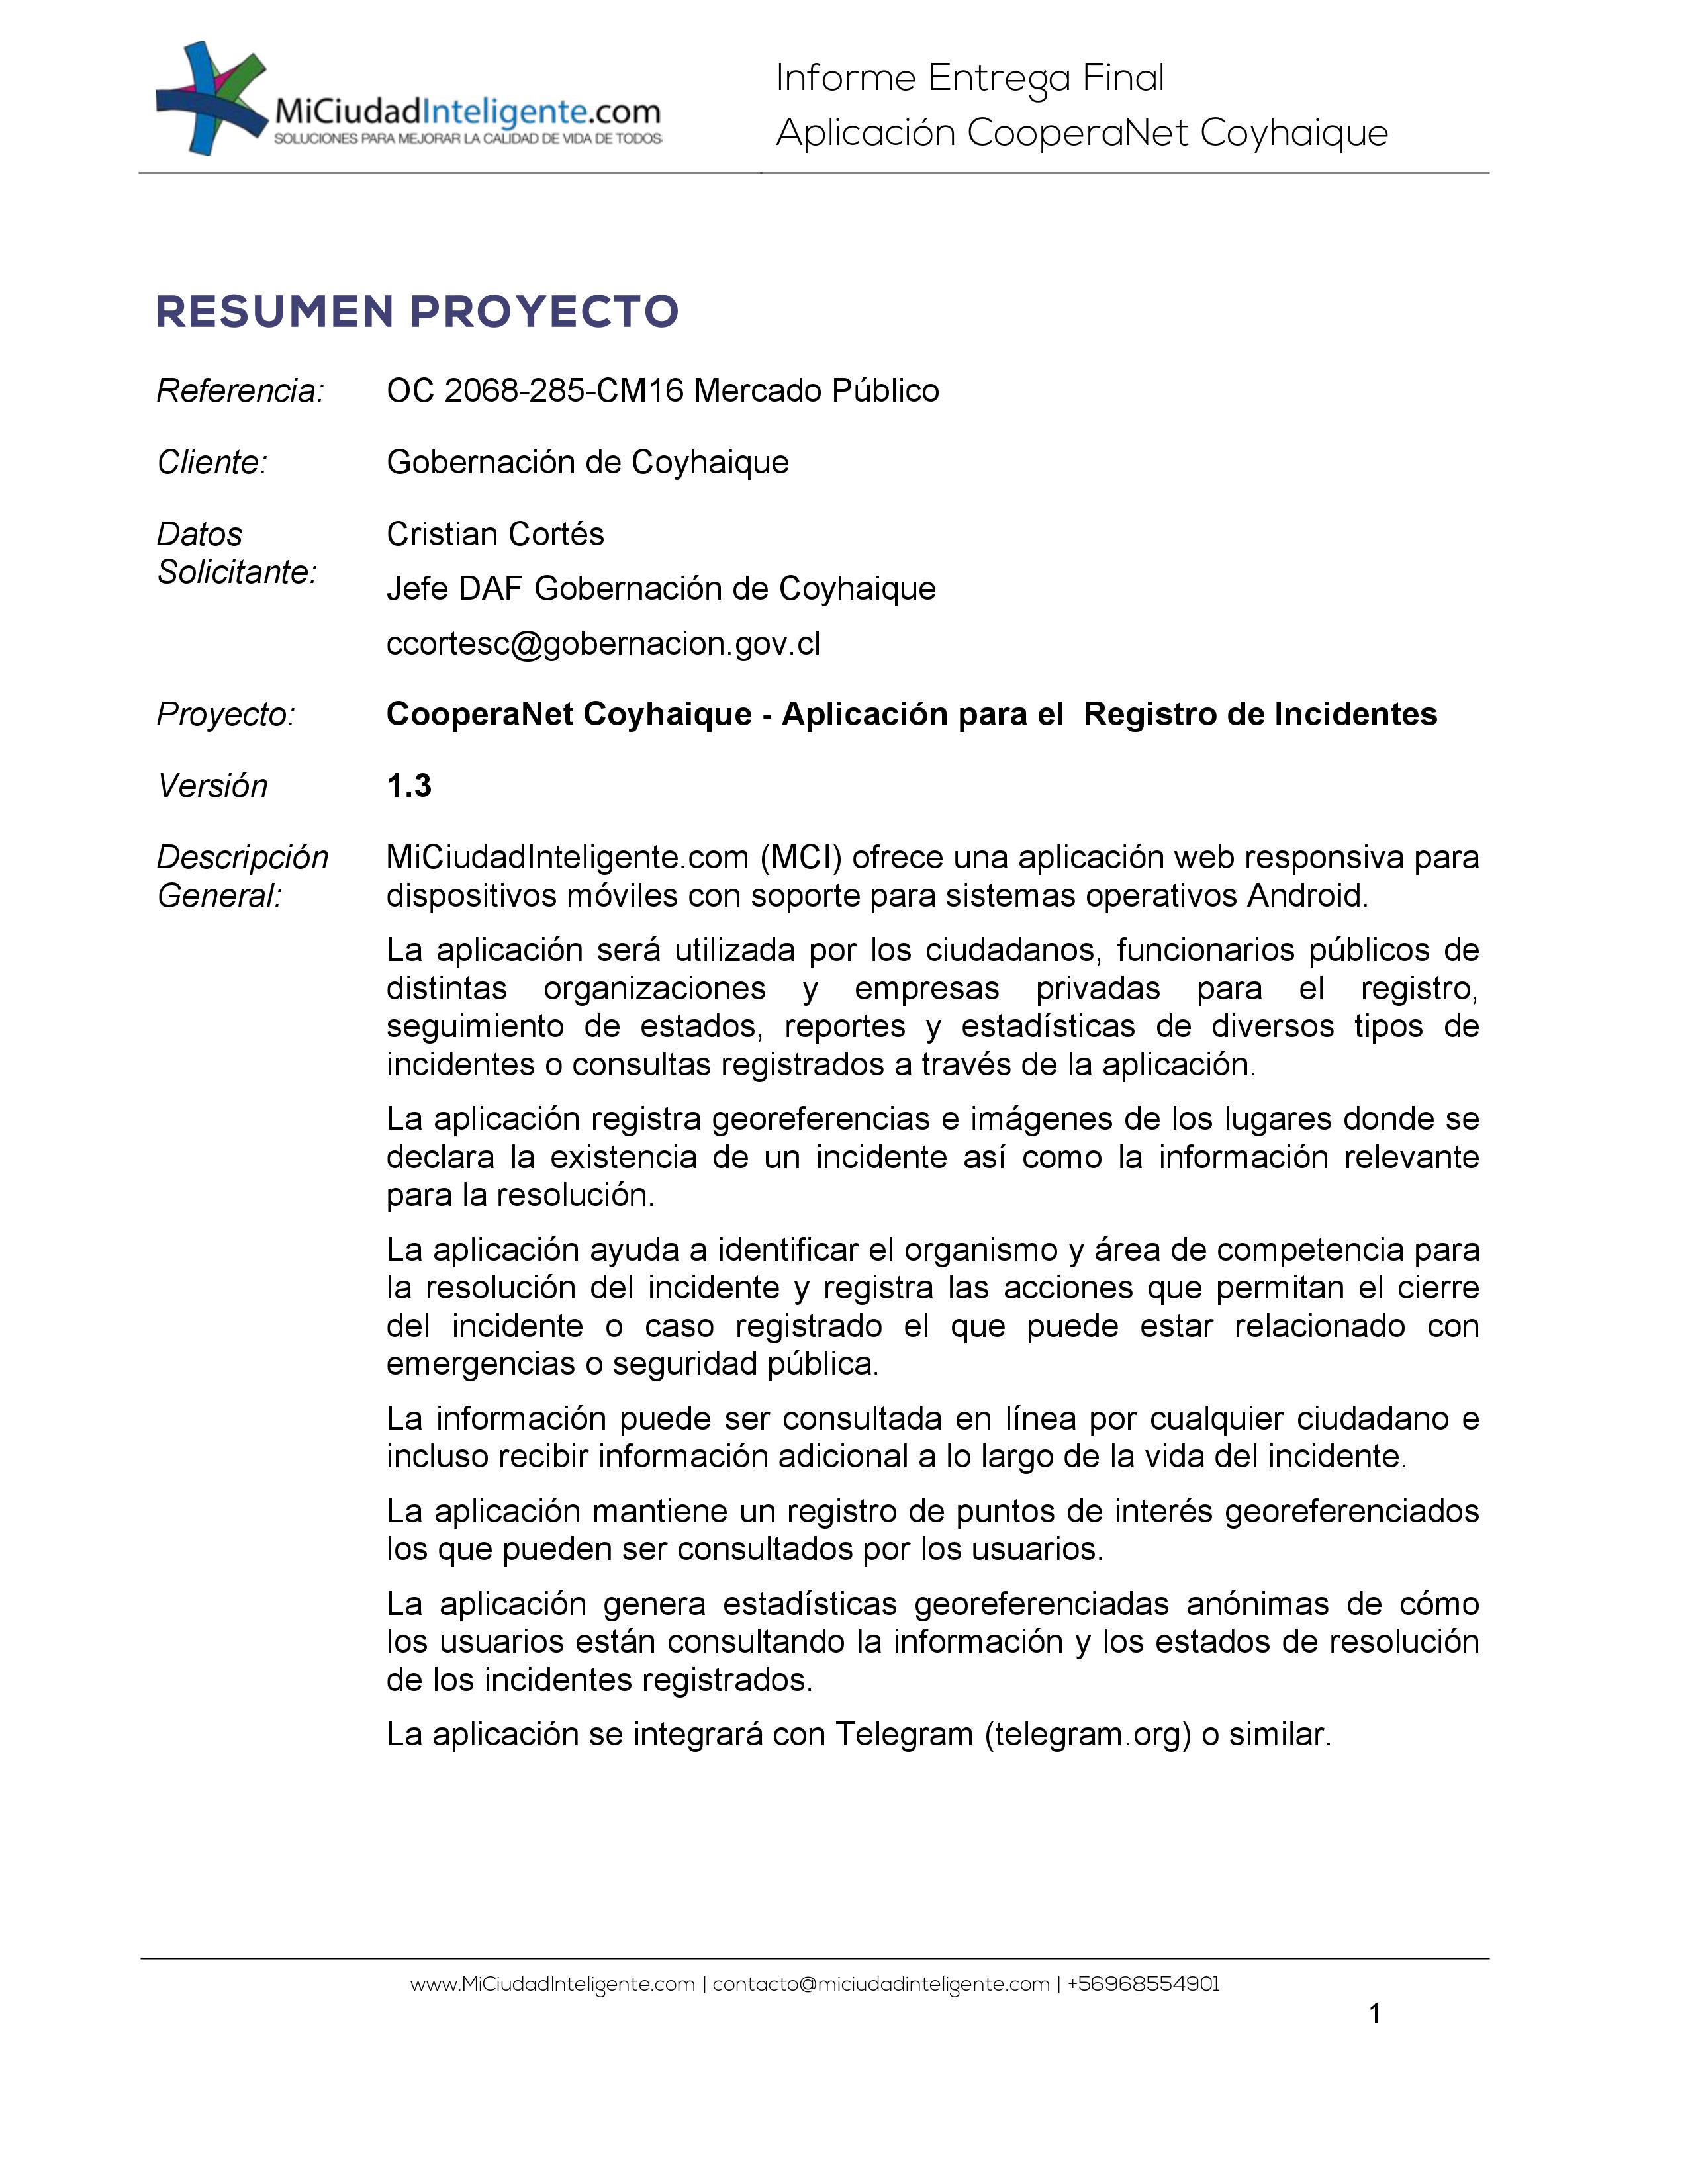 MiCiudadInteligente.com
SOLUCIONES PARA MEJORAR LA CALIDAD DE VIDA DE TODOS
Informe Entrega Final
Aplicación CooperaNet Coyhaique
RESUMEN PROYECTO
Referencia: OC 2068-285-CM16 Mercado Público
Cliente: Gobernación de Coyhaique
Datos Solicitante: Cristian Cortés
Jefe DAF Gobernación de Coyhaique
ccortesc@gobernacion.gov.cl
Proyecto: CooperaNet Coyhaique - Aplicación para el  Registro de Incidentes
Versión 1.3
Descripción General: MiCiudadInteligente.com (MCI) ofrece una aplicación web responsiva para
dispositivos móviles con soporte para sistemas operativos Android.
La aplicación será utilizada por los ciudadanos, funcionarios públicos de
distintas organizaciones y empresas privadas para el registro,
seguimiento de estados, reportes y estadísticas de diversos tipos de
incidentes o consultas registrados a través de la aplicación.
La aplicación registra georeferencias e imágenes de los lugares donde se
declara la existencia de un incidente así como la información relevante
para la resolución.
La aplicación ayuda a identificar el organismo y área de competencia para
la resolución del incidente y registra las acciones que permitan el cierre
del incidente o caso registrado el que puede estar relacionado con
emergencias o seguridad pública.
La información puede ser consultada en línea por cualquier ciudadano e
incluso recibir información adicional a lo largo de la vida del incidente.
La aplicación mantiene un registro de puntos de interés georeferenciados
los que pueden ser consultados por los usuarios.
La aplicación genera estadísticas georeferenciadas anónimas de cómo
los usuarios están consultando la información y los estados de resolución
de los incidentes registrados.
La aplicación se integrará con Telegram (telegram.org) o similar.
www.MiCiudadInteligente.com | contacto@miciudadinteligente.com | +56968554901
1